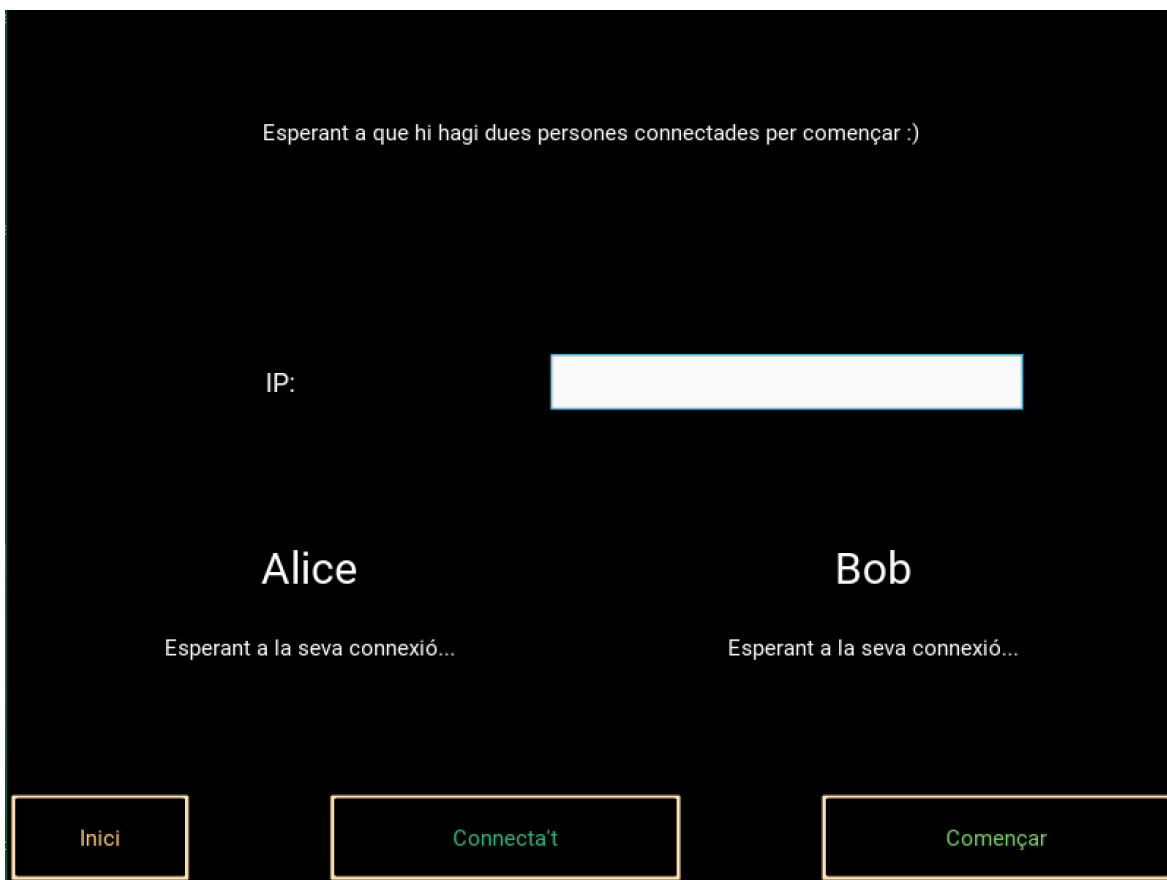 Esperant a que hi hagi dues persones connectades per començar :)
IP:
Alice
Bob
Esperant a la seva connexió...
Esperant a la seva connexió...
Inici
Connecta't
Començar